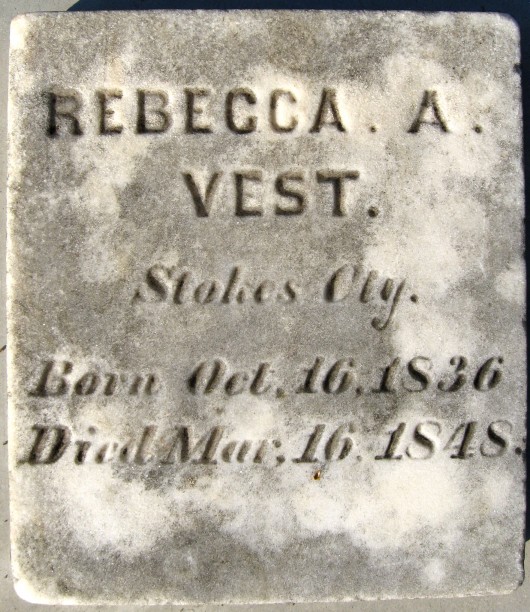 REBECCA. A.
VEST.
Stokes Cty.
Born Oct. 16. 1836
Died Mar. 16. 1848.